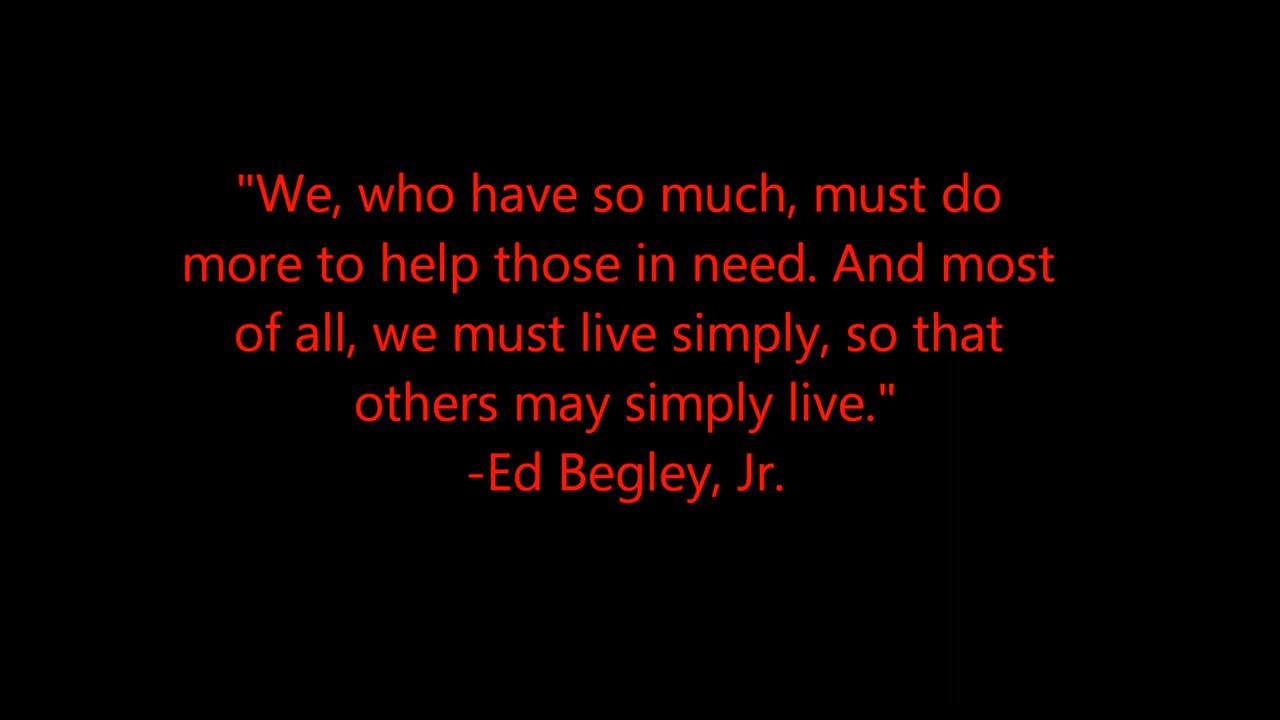 "We, who have so much, must do
more to help those in need. And most
of all, we must live simply, so that
others may simply live."
-Ed Begley, Jr.